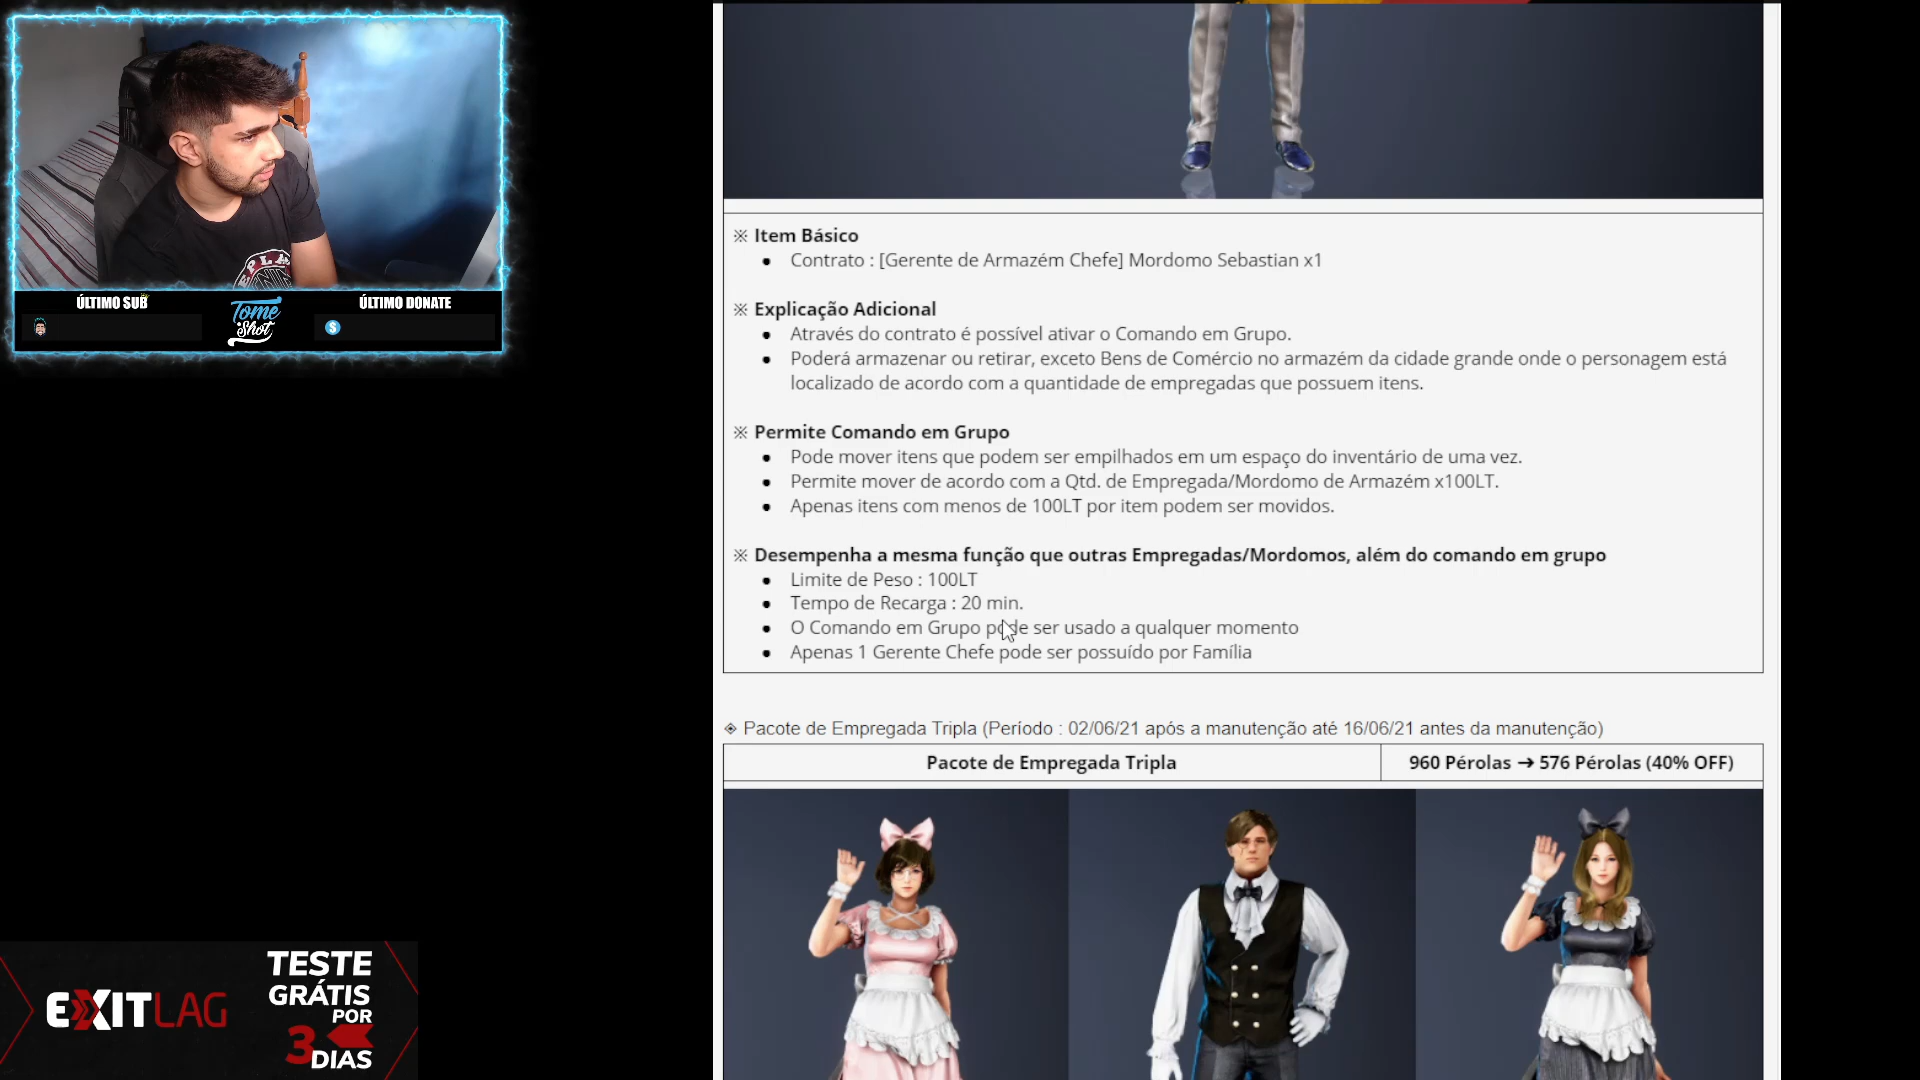 ÚLTIMO SUB
Tome
Shot
ÚLTIMO DONATE
$
※ Item Básico
● Contrato : [Gerente de Armazém Chefe] Mordomo Sebastian x1
※ Explicação Adicional
● Através do contrato é possível ativar o Comando em Grupo.
● Poderá armazenar ou retirar, exceto Bens de Comércio no armazém da cidade grande onde o personagem está
localizado de acordo com a quantidade de empregadas que possuem itens.
※ Permite Comando em Grupo
● Pode mover itens que podem ser empilhados em um espaço do inventário de uma vez.
● Permite mover de acordo com a Qtd. de Empregada/Mordomo de Armazém x100LT.
● Apenas itens com menos de 100LT por item podem ser movidos.
※ Desempenha a mesma função que outras Empregadas/Mordomos, além do comando em grupo
● Limite de Peso : 100LT
● Tempo de Recarga : 20 min.
● O Comando em Grupo pode ser usado a qualquer momento
● Apenas 1 Gerente Chefe pode ser possuído por Família
◈ Pacote de Empregada Tripla (Período : 02/06/21 após a manutenção até 16/06/21 antes da manutenção)
Pacote de Empregada Tripla
960 Pérolas ➔ 576 Pérolas (40% OFF)
EXITLAG
TESTE
GRÁTIS
POR
3
DIAS